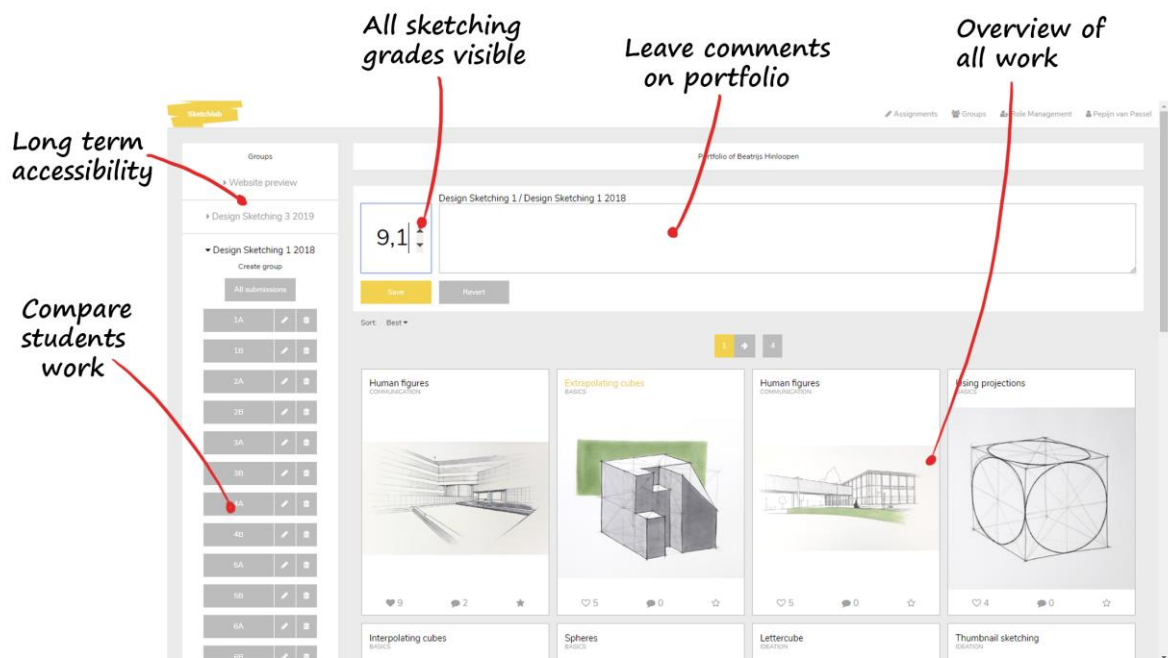 All sketching
grades visible
Leave comments
on portfolio
Overview of
all work
Long term
accessibility
Compare
students
work
SketchLab
Assignments
Groups
Role Management
Pepijn van Passel
Groups
Website preview
Design Sketching 3 2019
Design Sketching 1 2018
Create group
All submissions
1A
1B
2A
2B
3A
3B
4B
5A
5B
6A
6B
Portfolio of Beatrijs Hinloopen
Design Sketching 1 / Design Sketching 1 2018
9,1
Save
Revert
Sort: Best
1
4
Human figures
COMMUNICATION
9
2
Extrapolating cubes
BASICS
5
0
Human figures
COMMUNICATION
5
0
Using projections
BASICS
4
0
Interpolating cubes
BASICS
Spheres
BASICS
Lettercube
IDEATION
Thumbnail sketching
IDEATION